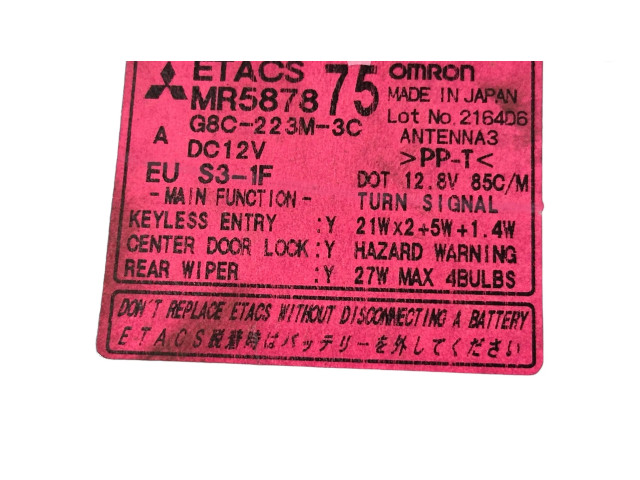 ETACS 75 OMRON
MR5878 MADE IN JAPAN
G8C-223M-3C Lot No.216406
A DC12V ANTENNA3
>PP-T<
EU S3-1F DOT 12.8V 85C/M
-MAIN FUNCTION- TURN SIGNAL
KEYLESS ENTRY :Y 21W×2+5W+1.4W
CENTER DOOR LOCK:Y HAZARD WARNING
REAR WIPER :Y 27W MAX 4BULBS
DON'T REPLACE ETACS WITHOUT DISCONNECTING A BATTERY
ETACS脱着時はバッテリーを外してください